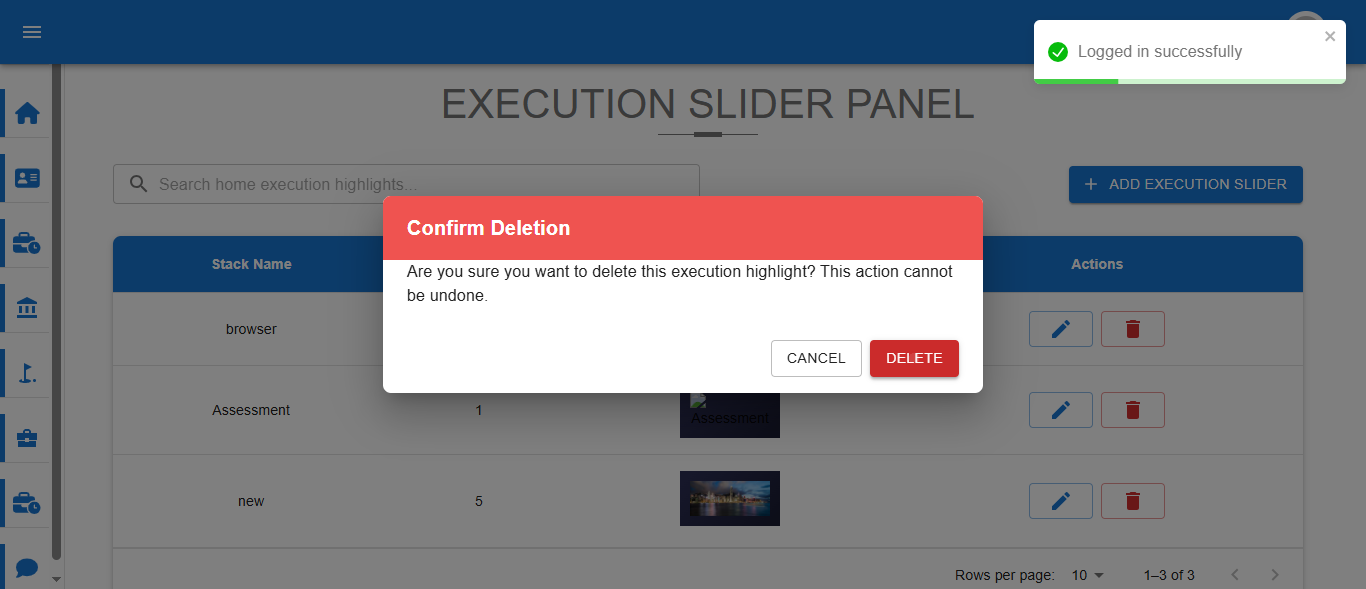 Logged in successfully
EXECUTION SLIDER PANEL
Search home execution highlights...
ADD EXECUTION SLIDER
Confirm Deletion
Are you sure you want to delete this execution highlight? This action cannot
be undone.
CANCEL DELETE
Stack Name Actions
browser
Assessment 1 Assessment
new 5
Rows per page: 10 1–3 of 3